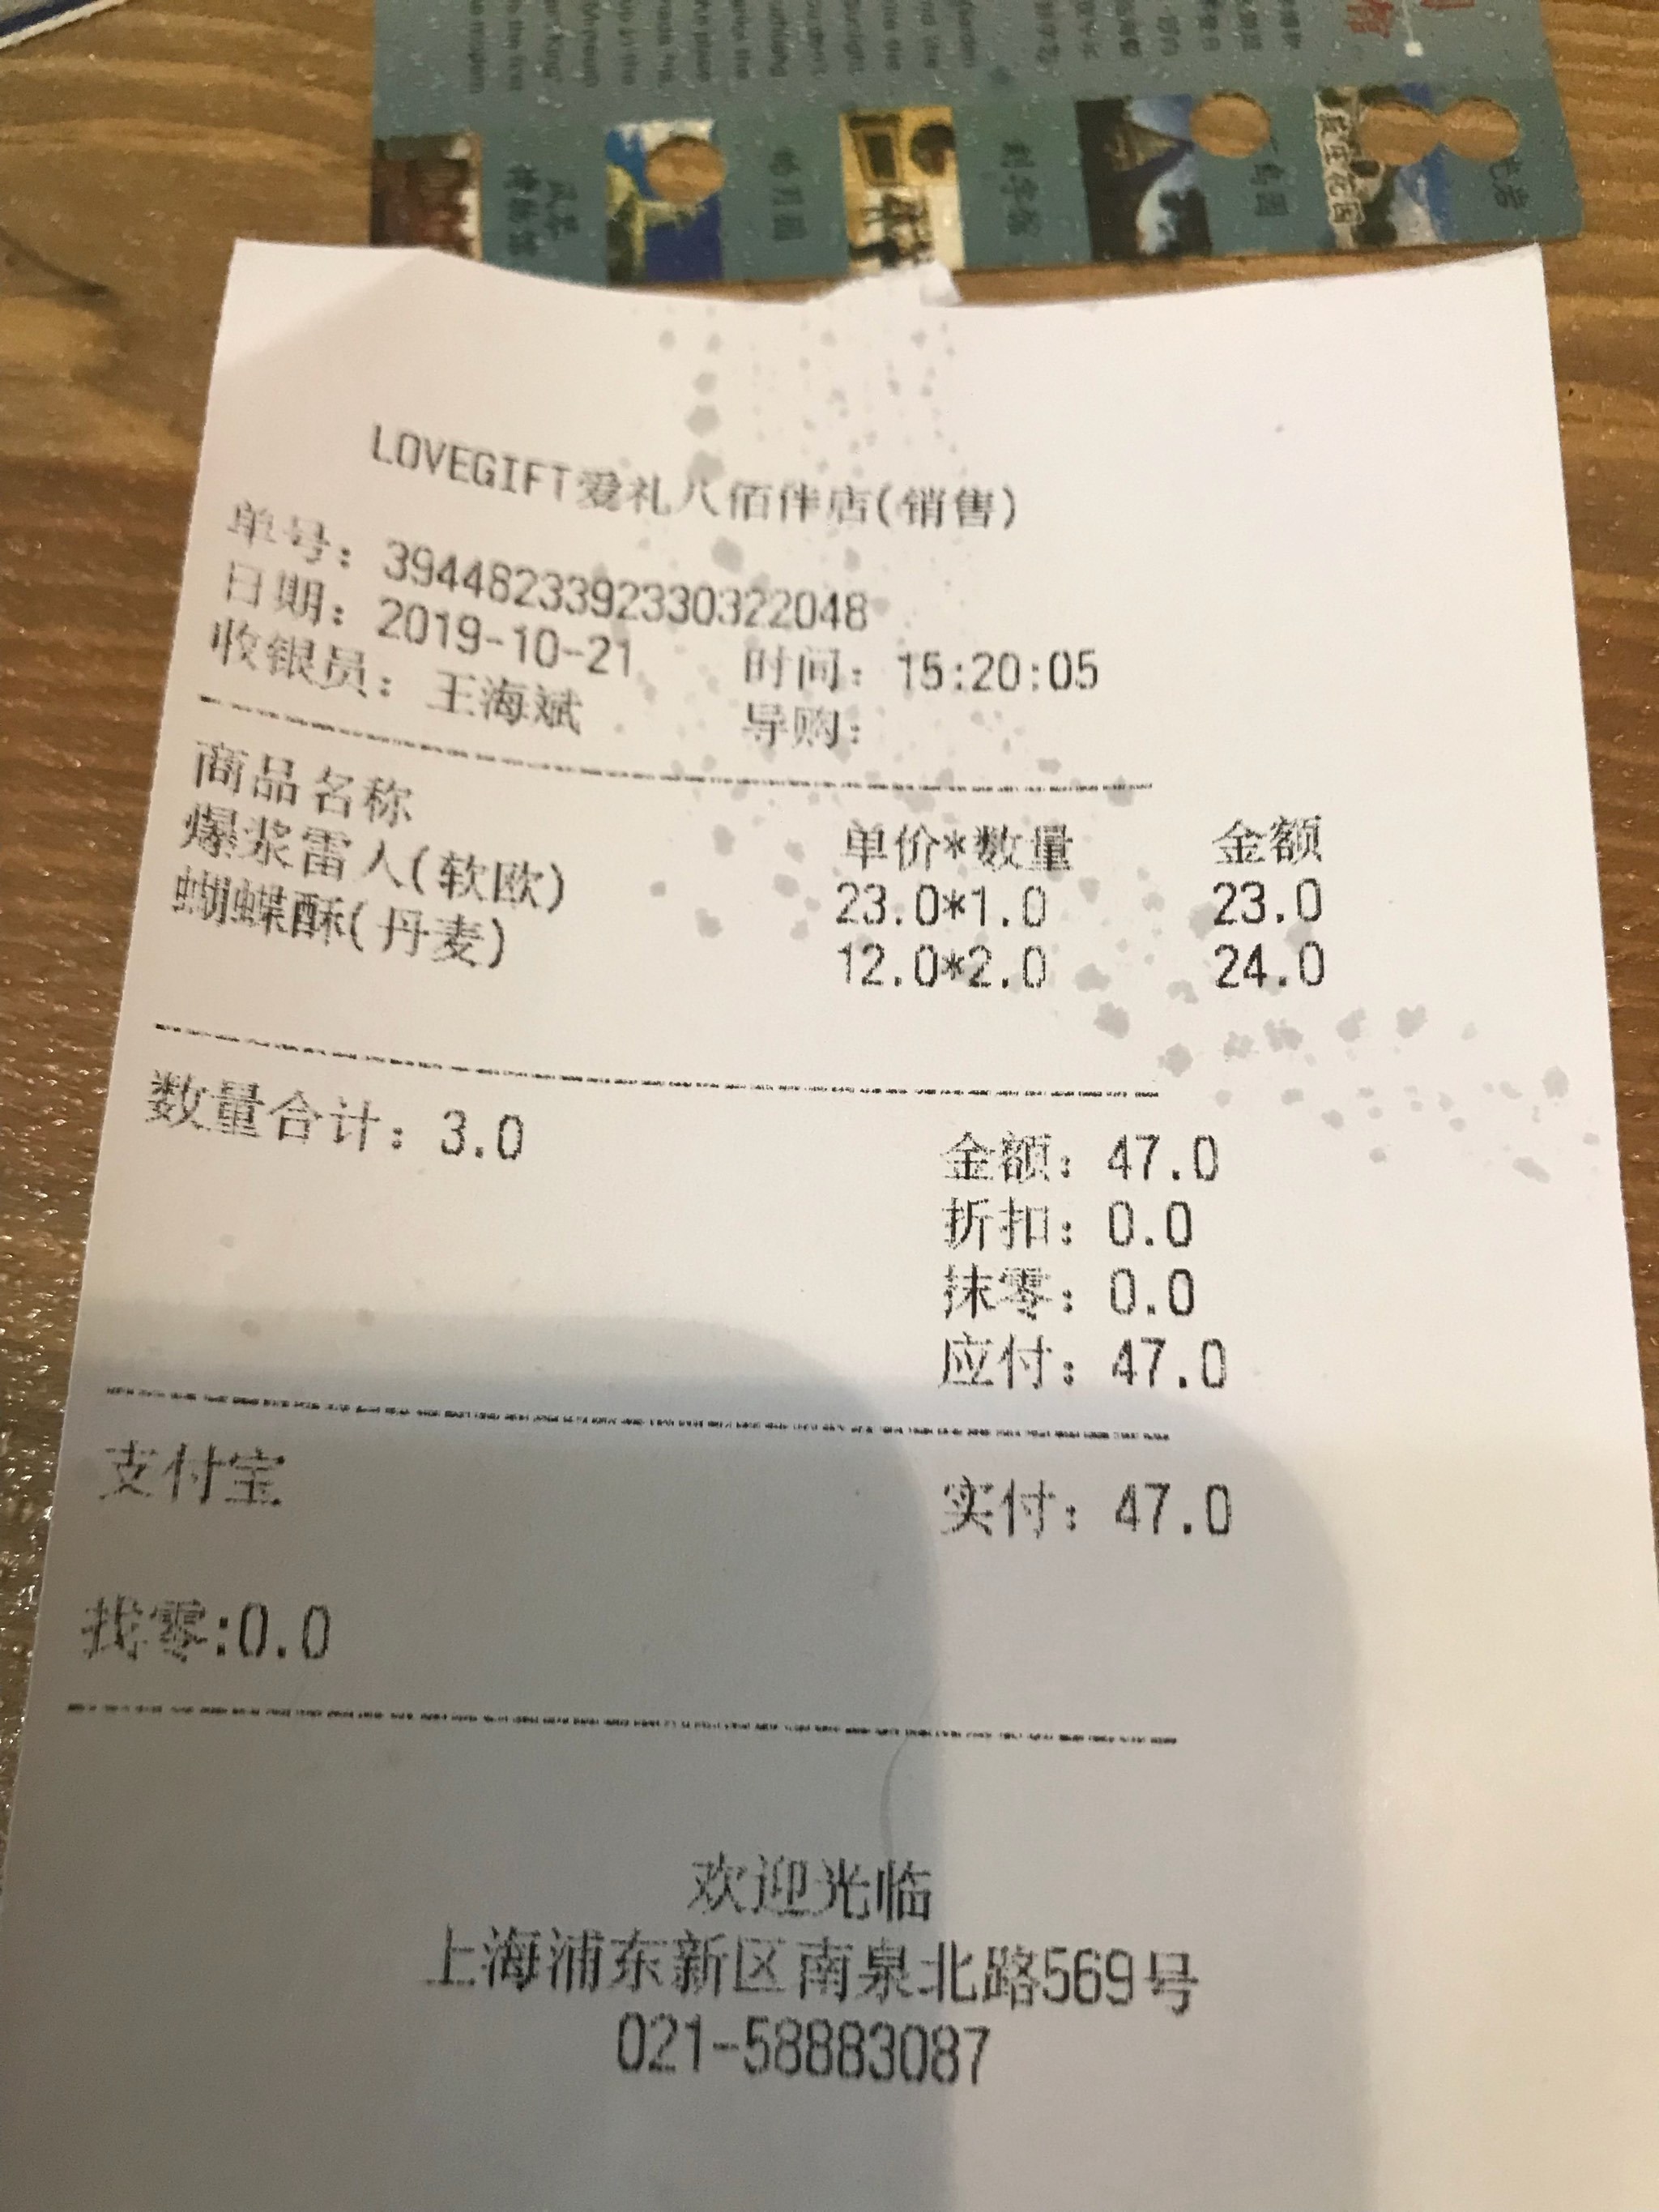 LOVEGIFT爱礼八佰伴店(销售)
单号：3944823392330322048
日期：2019-10-21 时间：15:20:05
收银员：王海斌 导购：
商品名称 单价*数量 金额
爆浆雷人(软欧) 23.0*1.0 23.0
蝴蝶酥(丹麦) 12.0*2.0 24.0
数量合计：3.0 金额：47.0
折扣：0.0
抹零：0.0
应付：47.0
支付宝 实付：47.0
找零:0.0
欢迎光临
上海浦东新区南泉北路569号
021-58883087